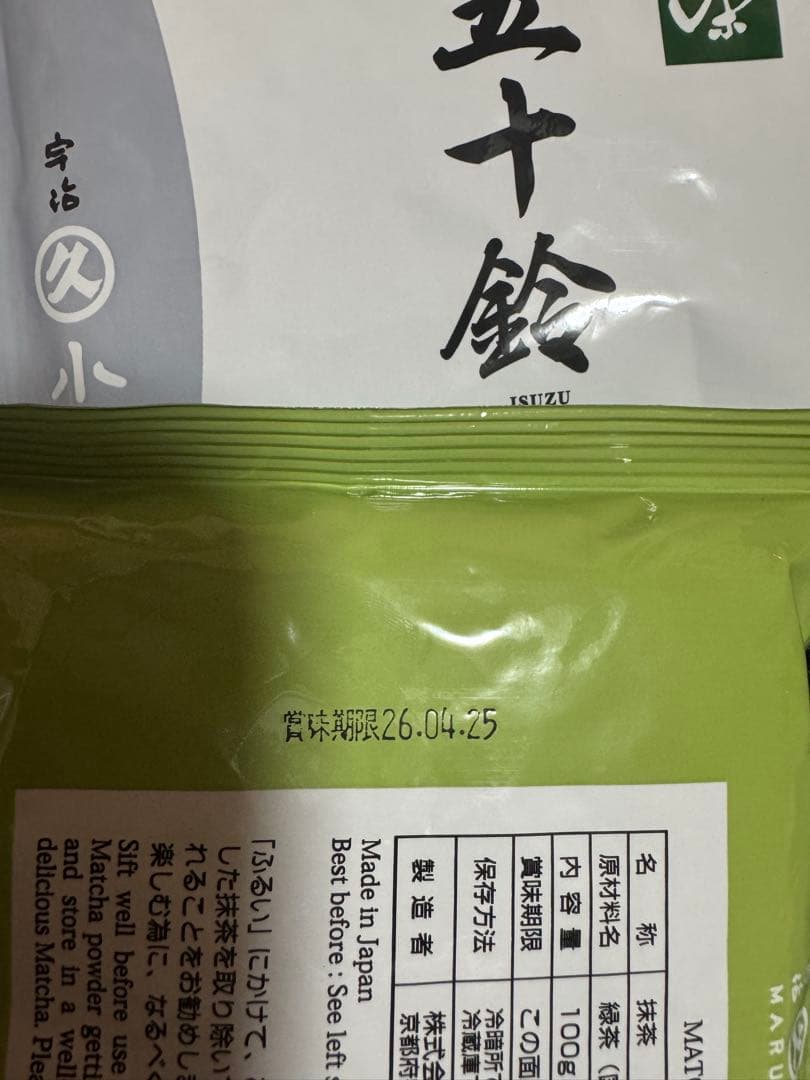 五十鈴
ISUZU
宇治
久
小
賞味期限26.04.25
MAT
名 称 抹茶
原材料名 緑茶
内容量 100g
賞味期限 この面
保存方法 冷暗所
冷蔵庫
製造者 株式会
京都府
Made in Japan
Best before : See left
「ふるい」にかけて、
した抹茶を取り除い
れることをお勧めしま
楽しむ為に、なるべく
Sift well before use
Matcha powder getti
and store in a well
delicious Matcha. Plea
MARU